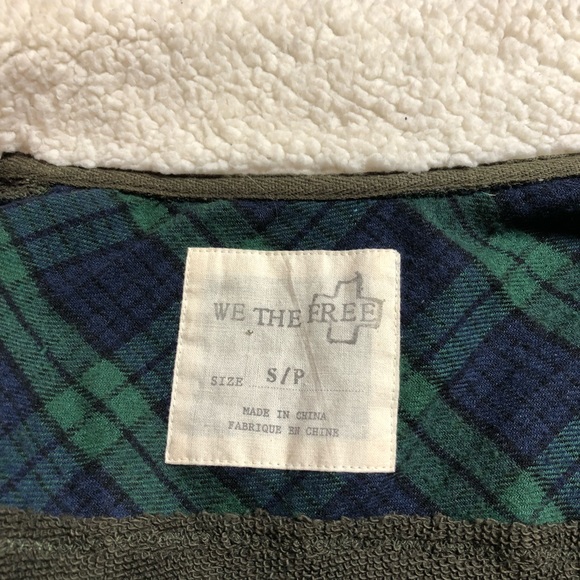 WE THE FREE
SIZE S/P
MADE IN CHINA
FABRIQUE EN CHINE